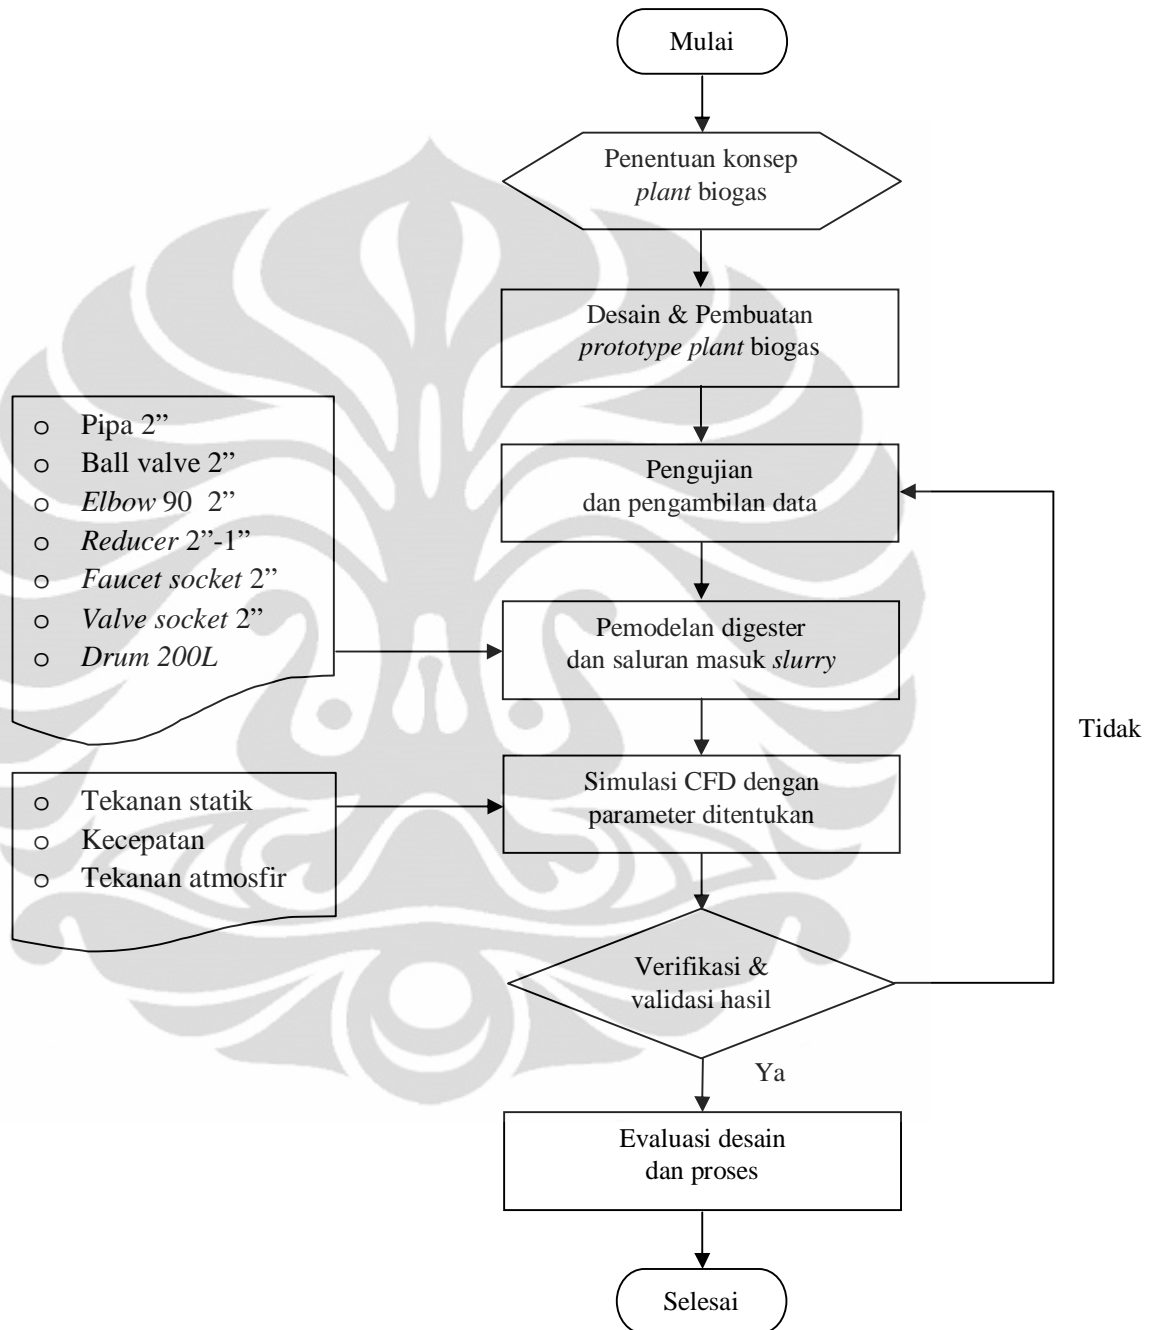 Mulai
Penentuan konsep
plant biogas
Desain & Pembuatan
prototype plant biogas
o Pipa 2”
o Ball valve 2”
o Elbow 90 2”
o Reducer 2”-1”
o Faucet socket 2”
o Valve socket 2”
o Drum 200L
Pengujian
dan pengambilan data
Pemodelan digester
dan saluran masuk slurry
Tidak
o Tekanan statik
o Kecepatan
o Tekanan atmosfir
Simulasi CFD dengan
parameter ditentukan
Verifikasi &
validasi hasil
Ya
Evaluasi desain
dan proses
Selesai